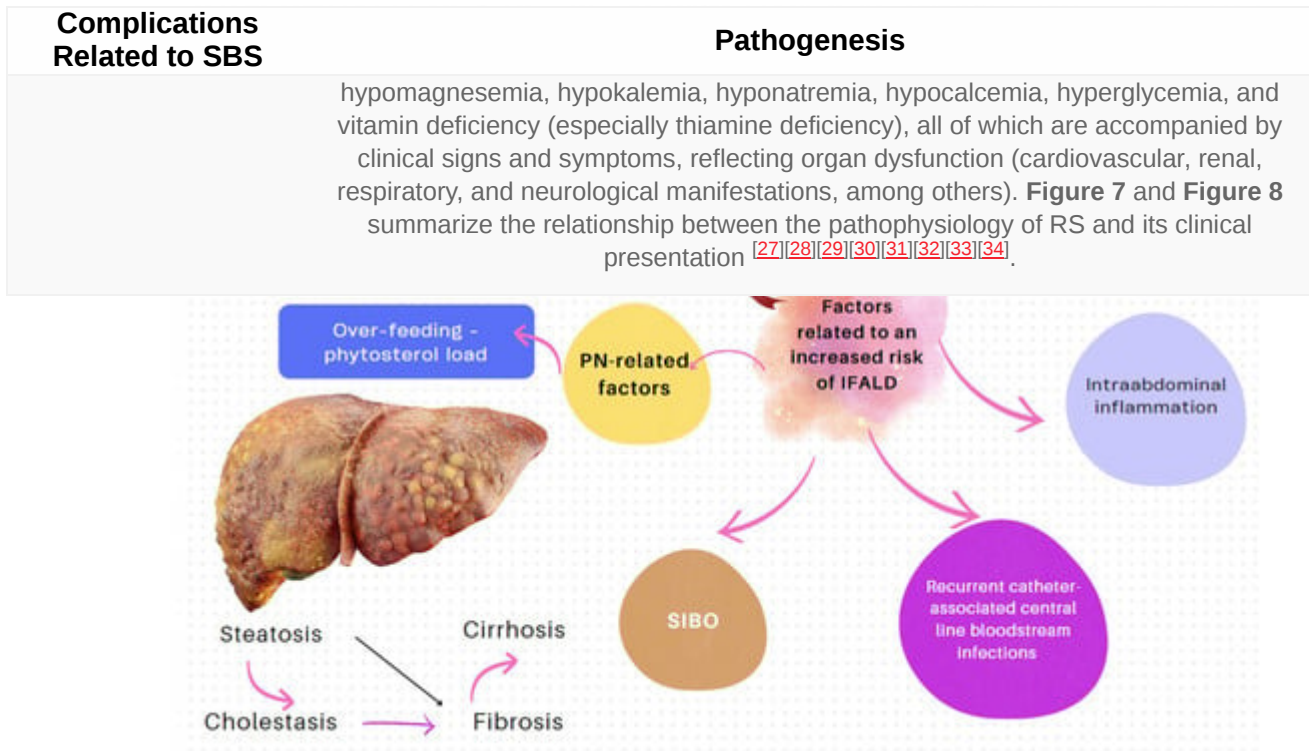 Complications
Related to SBS
Pathogenesis
hypomagnesemia, hypokalemia, hyponatremia, hypocalcemia, hyperglycemia, and
vitamin deficiency (especially thiamine deficiency), all of which are accompanied by
clinical signs and symptoms, reflecting organ dysfunction (cardiovascular, renal,
respiratory, and neurological manifestations, among others). Figure 7 and Figure 8
summarize the relationship between the pathophysiology of RS and its clinical
presentation [27][28][29][30][31][32][33][34].
Over-feeding -
phytosterol load
PN-related
factors
Factors
related to an
increased risk
of IFALD
Intraabdominal
inflammation
SIBO
Recurrent catheter-
associated central
line bloodstream
infections
Steatosis
Cirrhosis
Cholestasis
Fibrosis